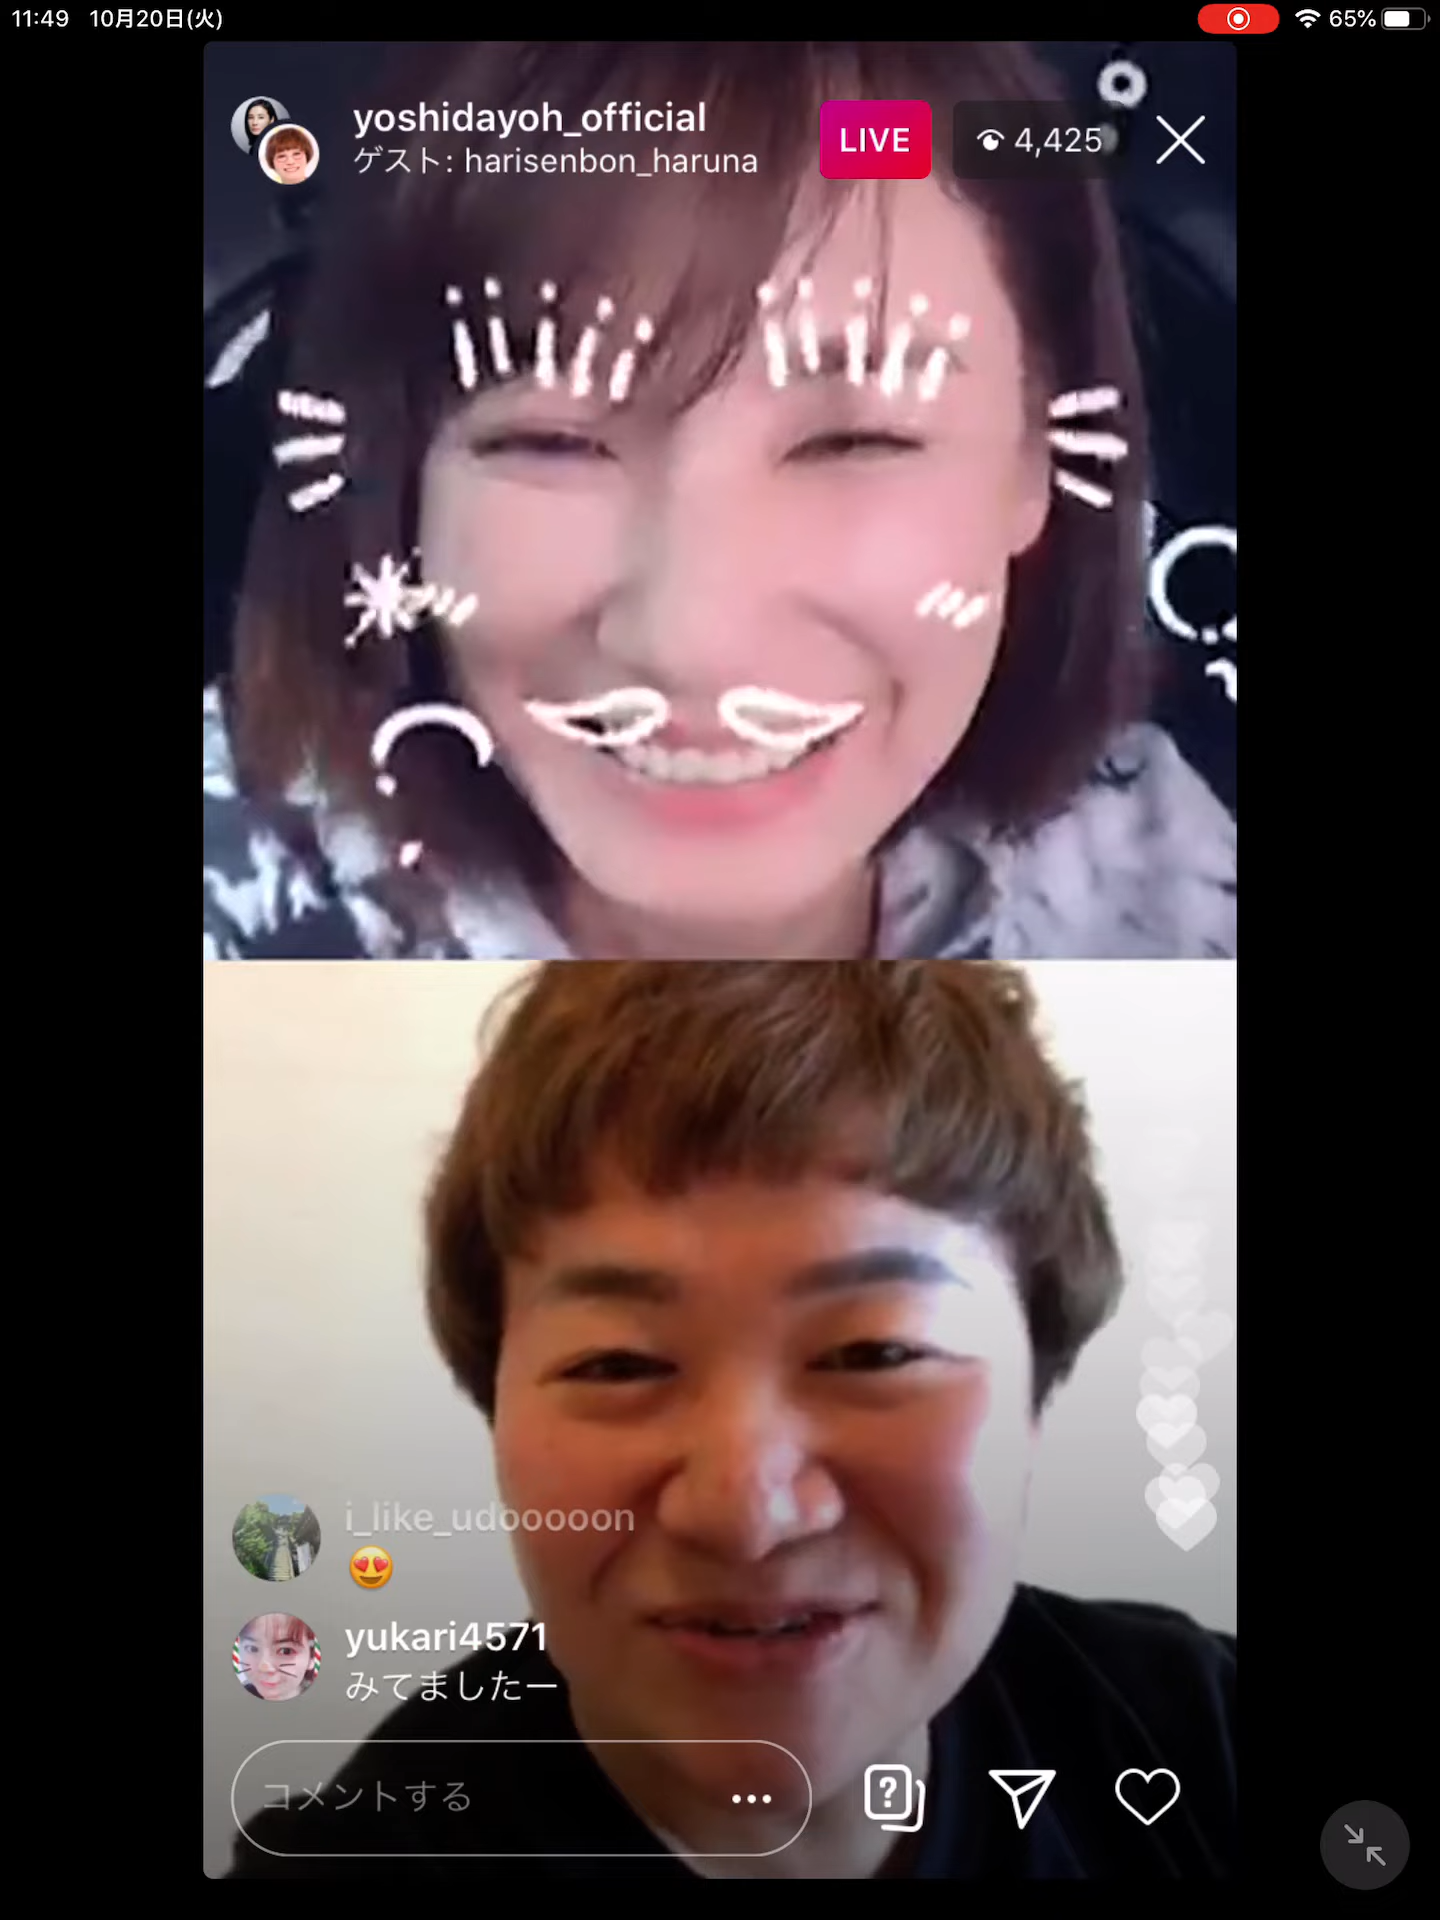 11:49 10月20日(火) 65%
yoshidayoh_official
ゲスト: harisenbon_haruna
LIVE
4,425
i_like_udooooon
😍
yukari4571
みてましたー
コメントする